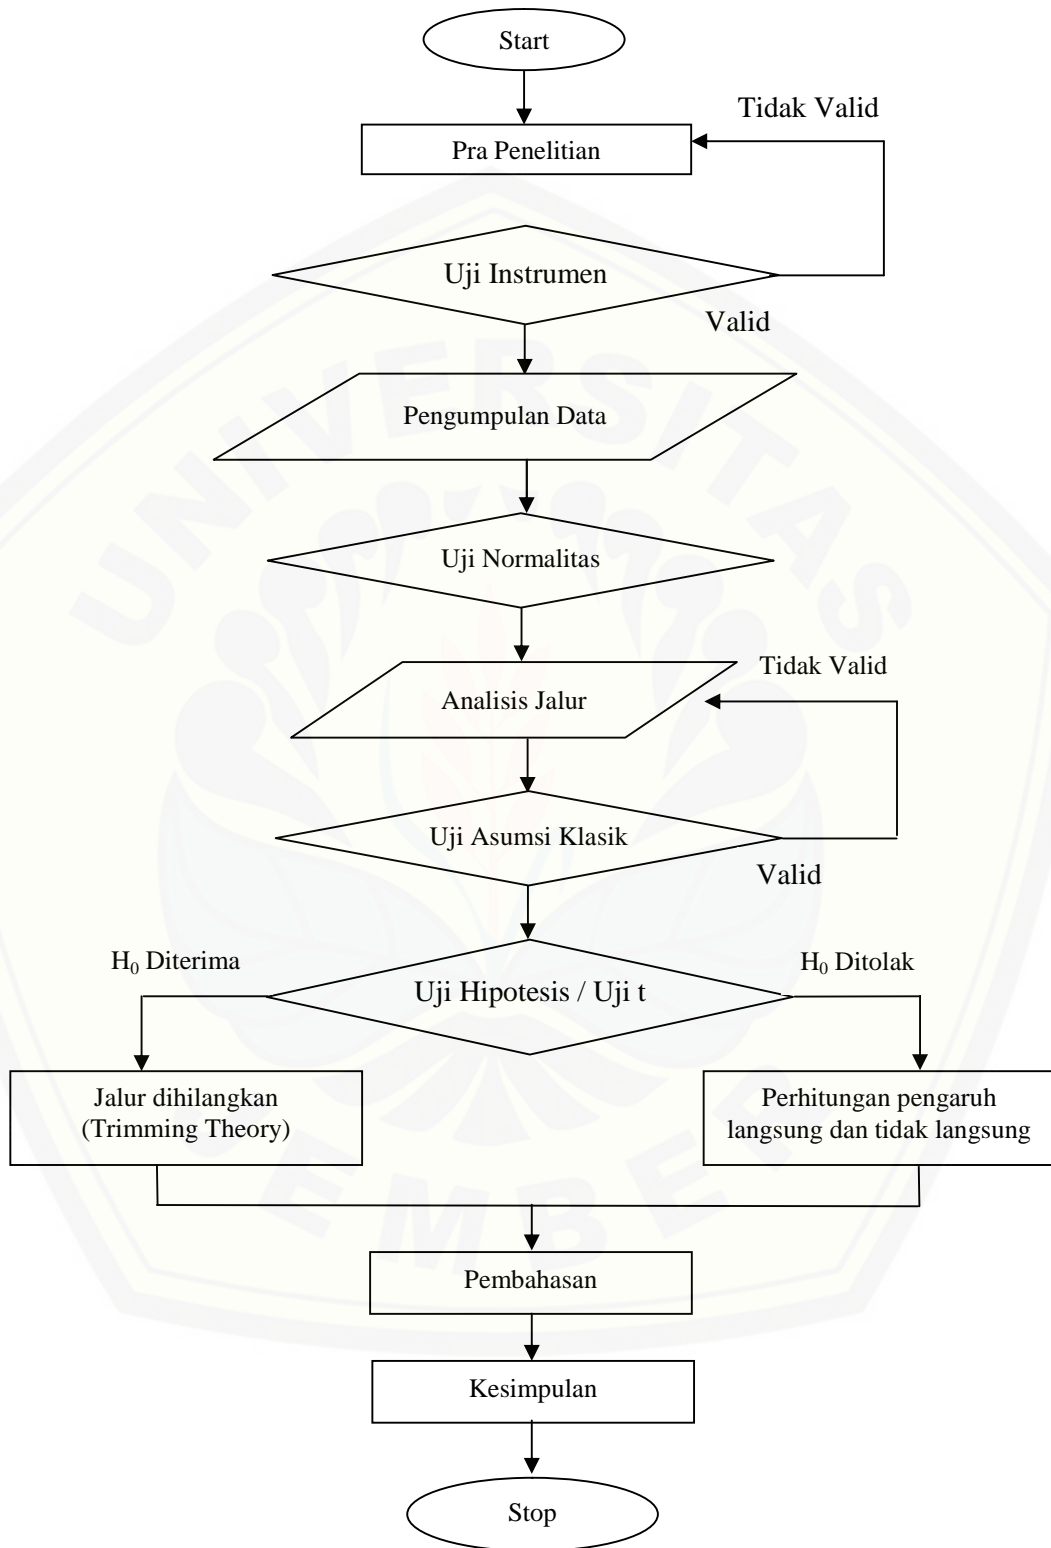 Start
Tidak Valid
Pra Penelitian
Uji Instrumen
Valid
Pengumpulan Data
Uji Normalitas
Tidak Valid
Analisis Jalur
Uji Asumsi Klasik
Valid
H₀ Diterima
H₀ Ditolak
Uji Hipotesis / Uji t
Jalur dihilangkan
(Trimming Theory)
Perhitungan pengaruh
langsung dan tidak langsung
Pembahasan
Kesimpulan
Stop
UNIVERSITAS
JEMBER